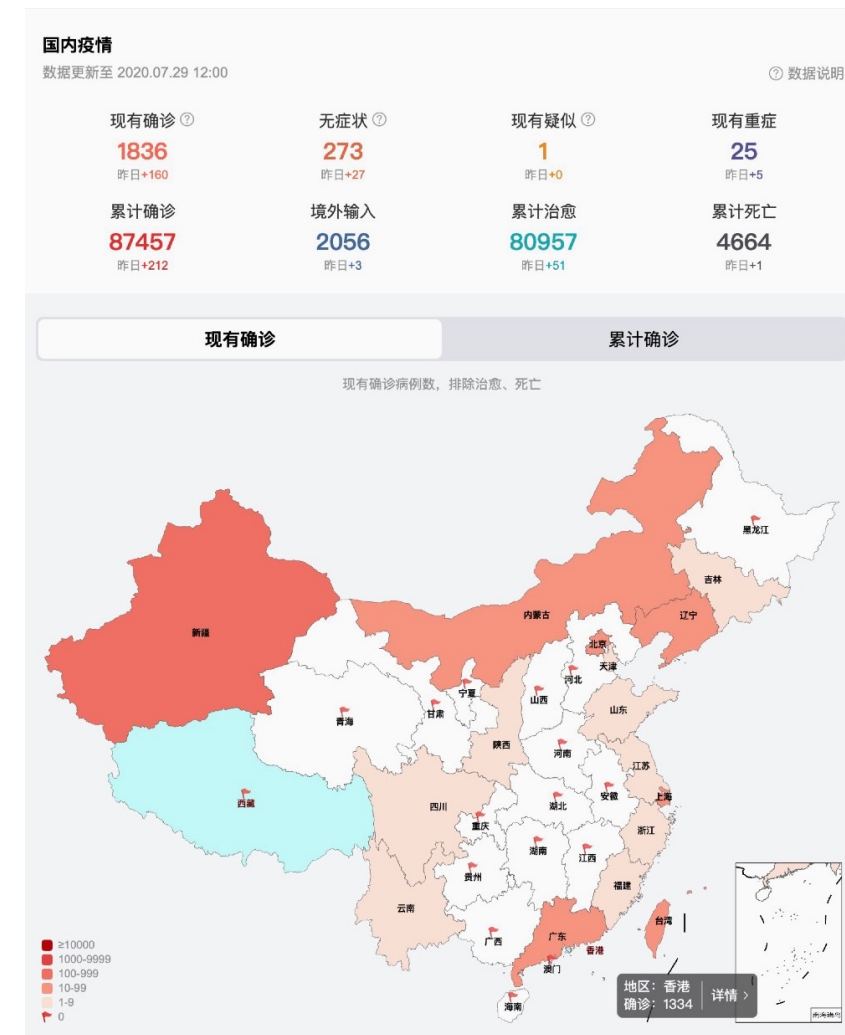 国内疫情
数据更新至 2020.07.29 12:00
? 数据说明
现有确诊 ? 无症状 ? 现有疑似 ? 现有重症
1836 273 1 25
昨日+160 昨日+27 昨日+0 昨日+5
累计确诊 境外输入 累计治愈 累计死亡
87457 2056 80957 4664
昨日+212 昨日+3 昨日+51 昨日+1
现有确诊 累计确诊
现有确诊病例数，排除治愈、死亡
黑龙江
吉林
内蒙古
辽宁
新疆
北京
天津
河北
宁夏
山西
山东
青海
甘肃
陕西
河南
江苏
西藏
四川
湖北
安徽
上海
重庆
浙江
湖南
江西
贵州
福建
云南
台湾
广西
广东
香港
澳门
海南
≥10000
1000-9999
100-999
10-99
1-9
0
地区：香港
确诊：1334
详情 >
南海诸岛